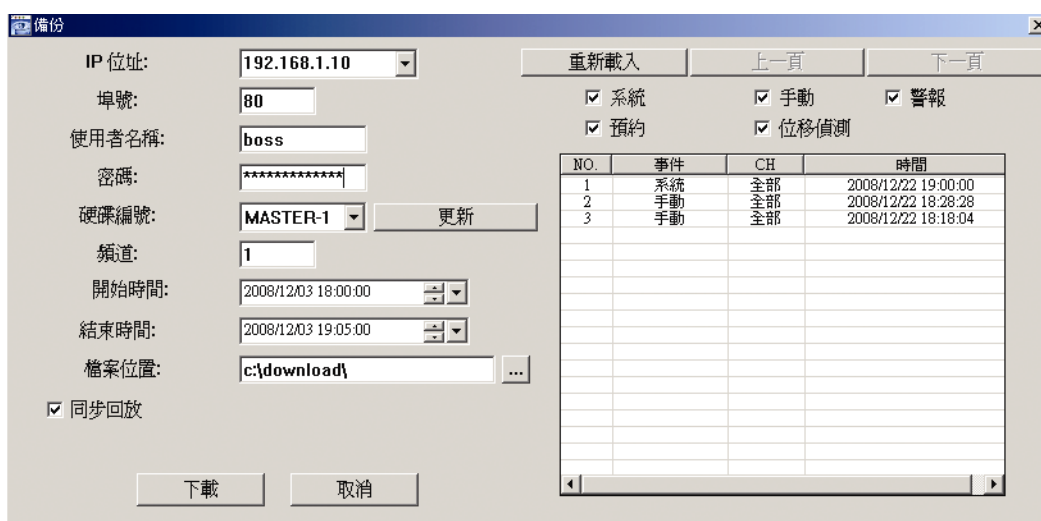 備份
IP 位址:
192.168.1.10
埠號:
80
使用者名稱:
boss
密碼:
*************
硬碟編號:
MASTER-1
更新
頻道:
1
開始時間:
2008/12/03 18:00:00
結束時間:
2008/12/03 19:05:00
檔案位置:
c:\download\
...
同步回放
下載
取消
重新載入
上一頁
下一頁
系統
手動
警報
預約
位移偵測
NO. 事件 CH 時間
1 系統 全部 2008/12/22 19:00:00
2 手動 全部 2008/12/22 18:28:28
3 手動 全部 2008/12/22 18:18:04